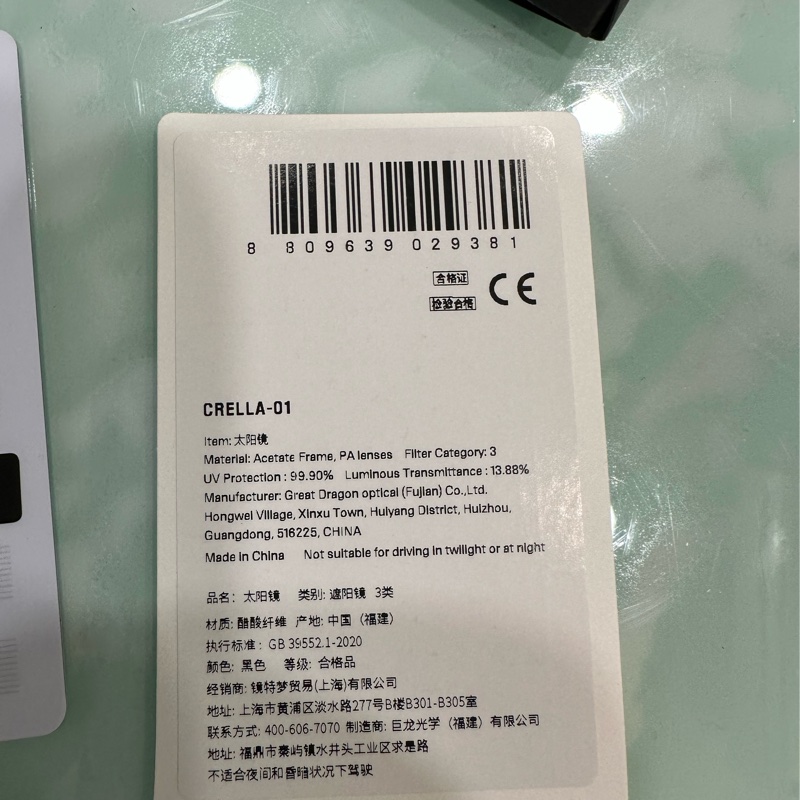 8 809639 029381
合格证
检验合格
CE
CRELLA-01
Item: 太阳镜
Material: Acetate Frame, PA lenses Filter Category: 3
UV Protection : 99.90% Luminous Transmittance : 13.88%
Manufacturer: Great Dragon optical (Fujian) Co.,Ltd.
Hongwei Village, Xinxu Town, Huiyang District, Huizhou,
Guangdong, 516225, CHINA
Made in China Not suitable for driving in twilight or at night
品名: 太阳镜 类别: 遮阳镜 3类
材质: 醋酸纤维 产地: 中国（福建）
执行标准: GB 39552.1-2020
颜色: 黑色 等级: 合格品
经销商: 镜特梦贸易(上海)有限公司
地址: 上海市黄浦区淡水路277号B楼B301-B305室
联系方式: 400-606-7070 制造商: 巨龙光学（福建）有限公司
地址: 福鼎市秦屿镇水井头工业区求是路
不适合夜间和昏暗状况下驾驶